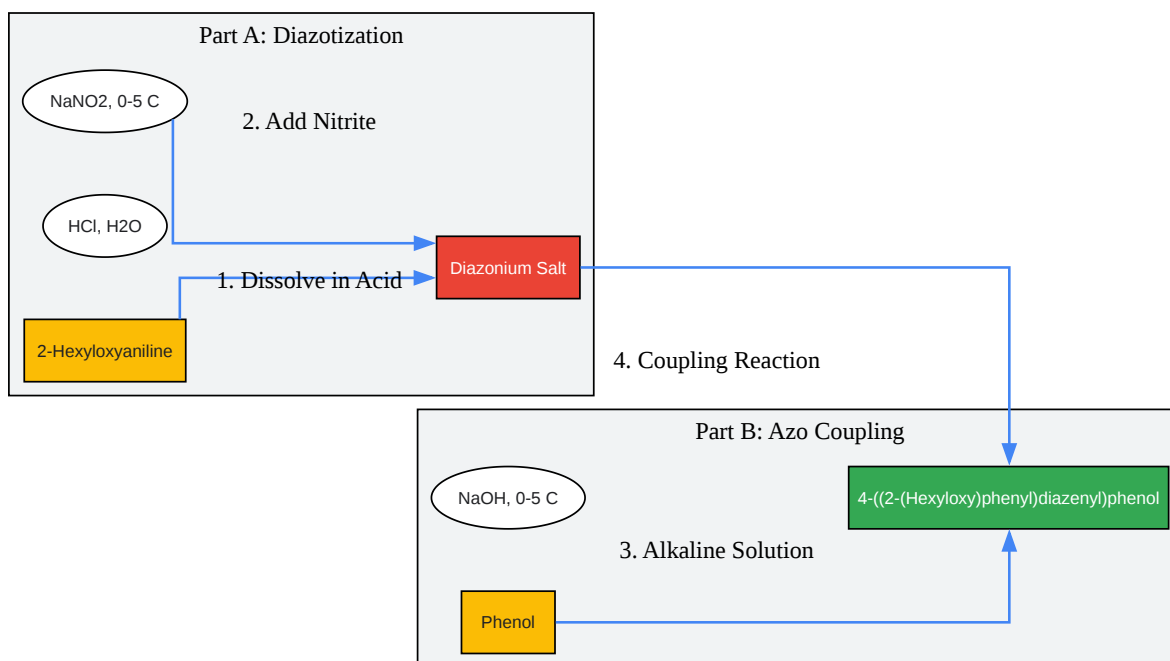 Part A: Diazotization
NaNO2, 0-5 C
2. Add Nitrite
HCl, H2O
Diazonium Salt
1. Dissolve in Acid
2-Hexyloxyaniline
4. Coupling Reaction
Part B: Azo Coupling
NaOH, 0-5 C
4-((2-(Hexyloxy)phenyl)diazenyl)phenol
3. Alkaline Solution
Phenol